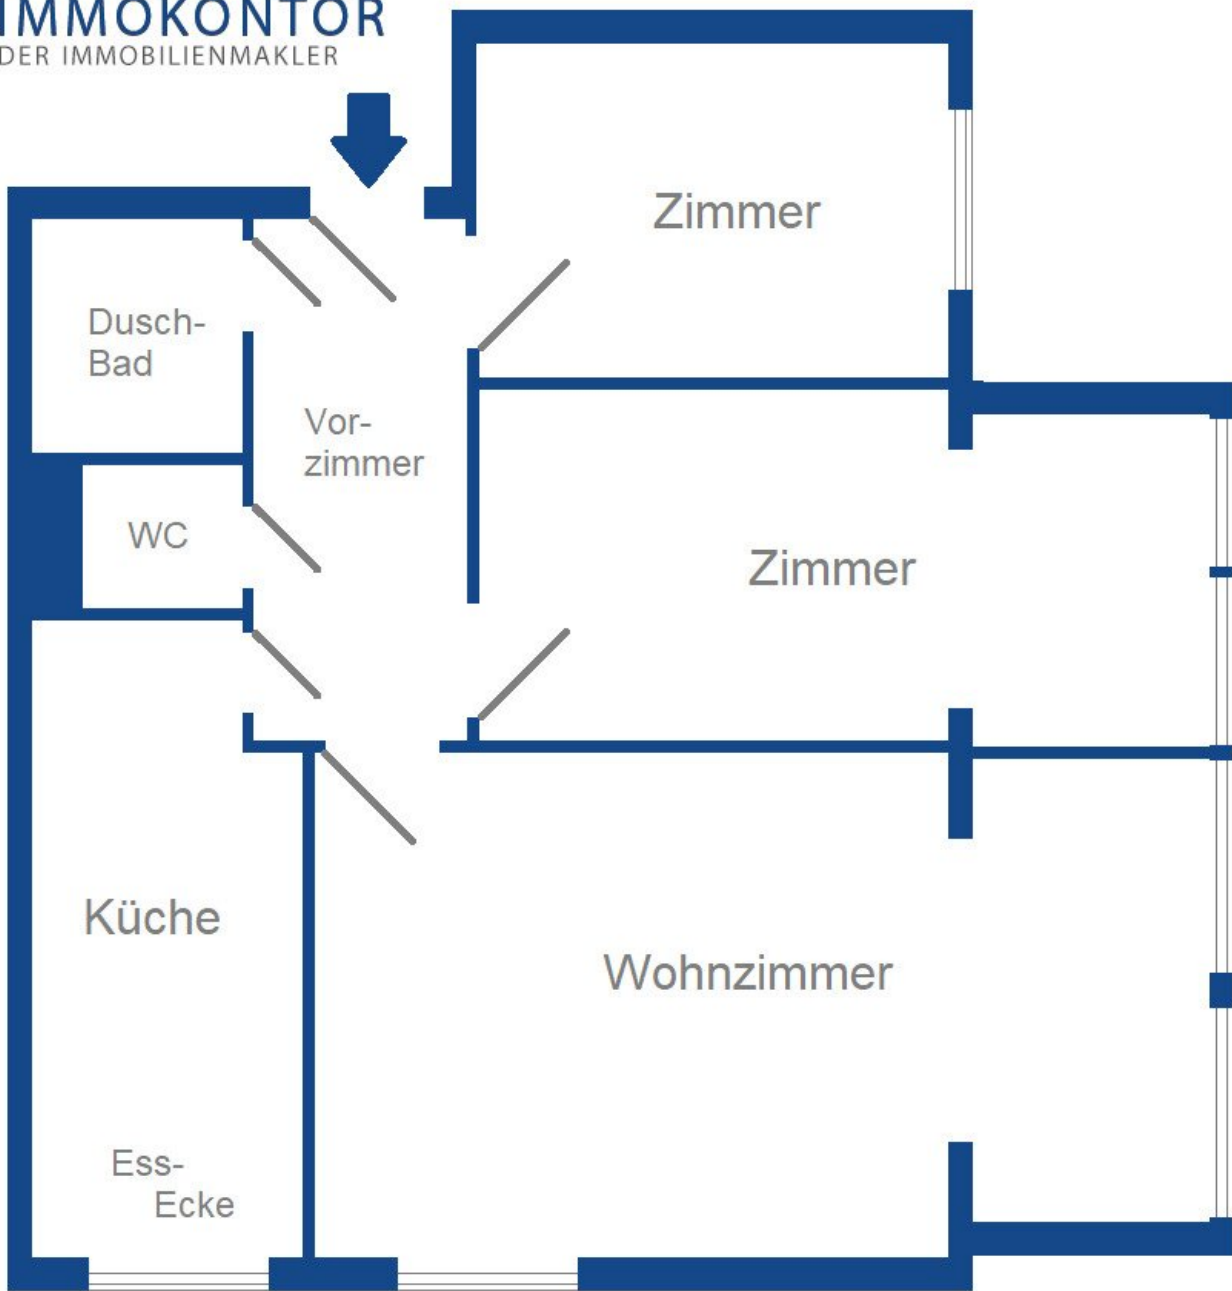 IMMOKONTOR
DER IMMOBILIENMAKLER
Zimmer
Dusch-
Bad
Vor-
zimmer
WC
Zimmer
Küche
Wohnzimmer
Ess-
Ecke